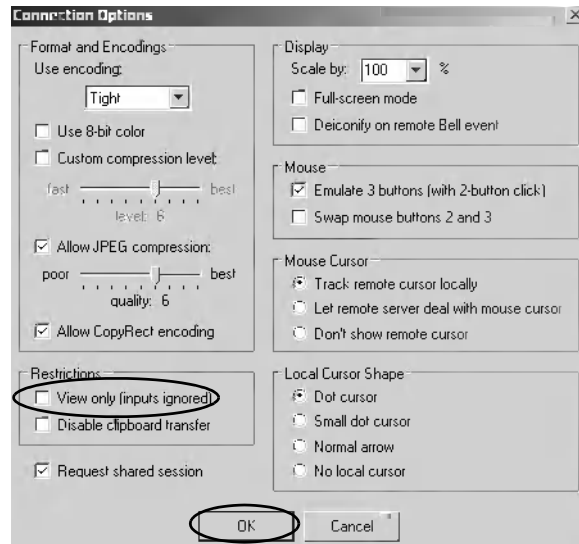 Connection Options
Format and Encodings
Use encoding:
Tight
Use 8-bit color
Custom compression level:
fast best
level: 6
Allow JPEG compression:
poor best
quality: 6
Allow CopyRect encoding
Restrictions
View only (inputs ignored)
Disable clipboard transfer
Request shared session
Display
Scale by: 100 %
Full-screen mode
Deiconify on remote Bell event
Mouse
Emulate 3 buttons (with 2-button click)
Swap mouse buttons 2 and 3
Mouse Cursor
Track remote cursor locally
Let remote server deal with mouse cursor
Don't show remote cursor
Local Cursor Shape
Dot cursor
Small dot cursor
Normal arrow
No local cursor
OK Cancel